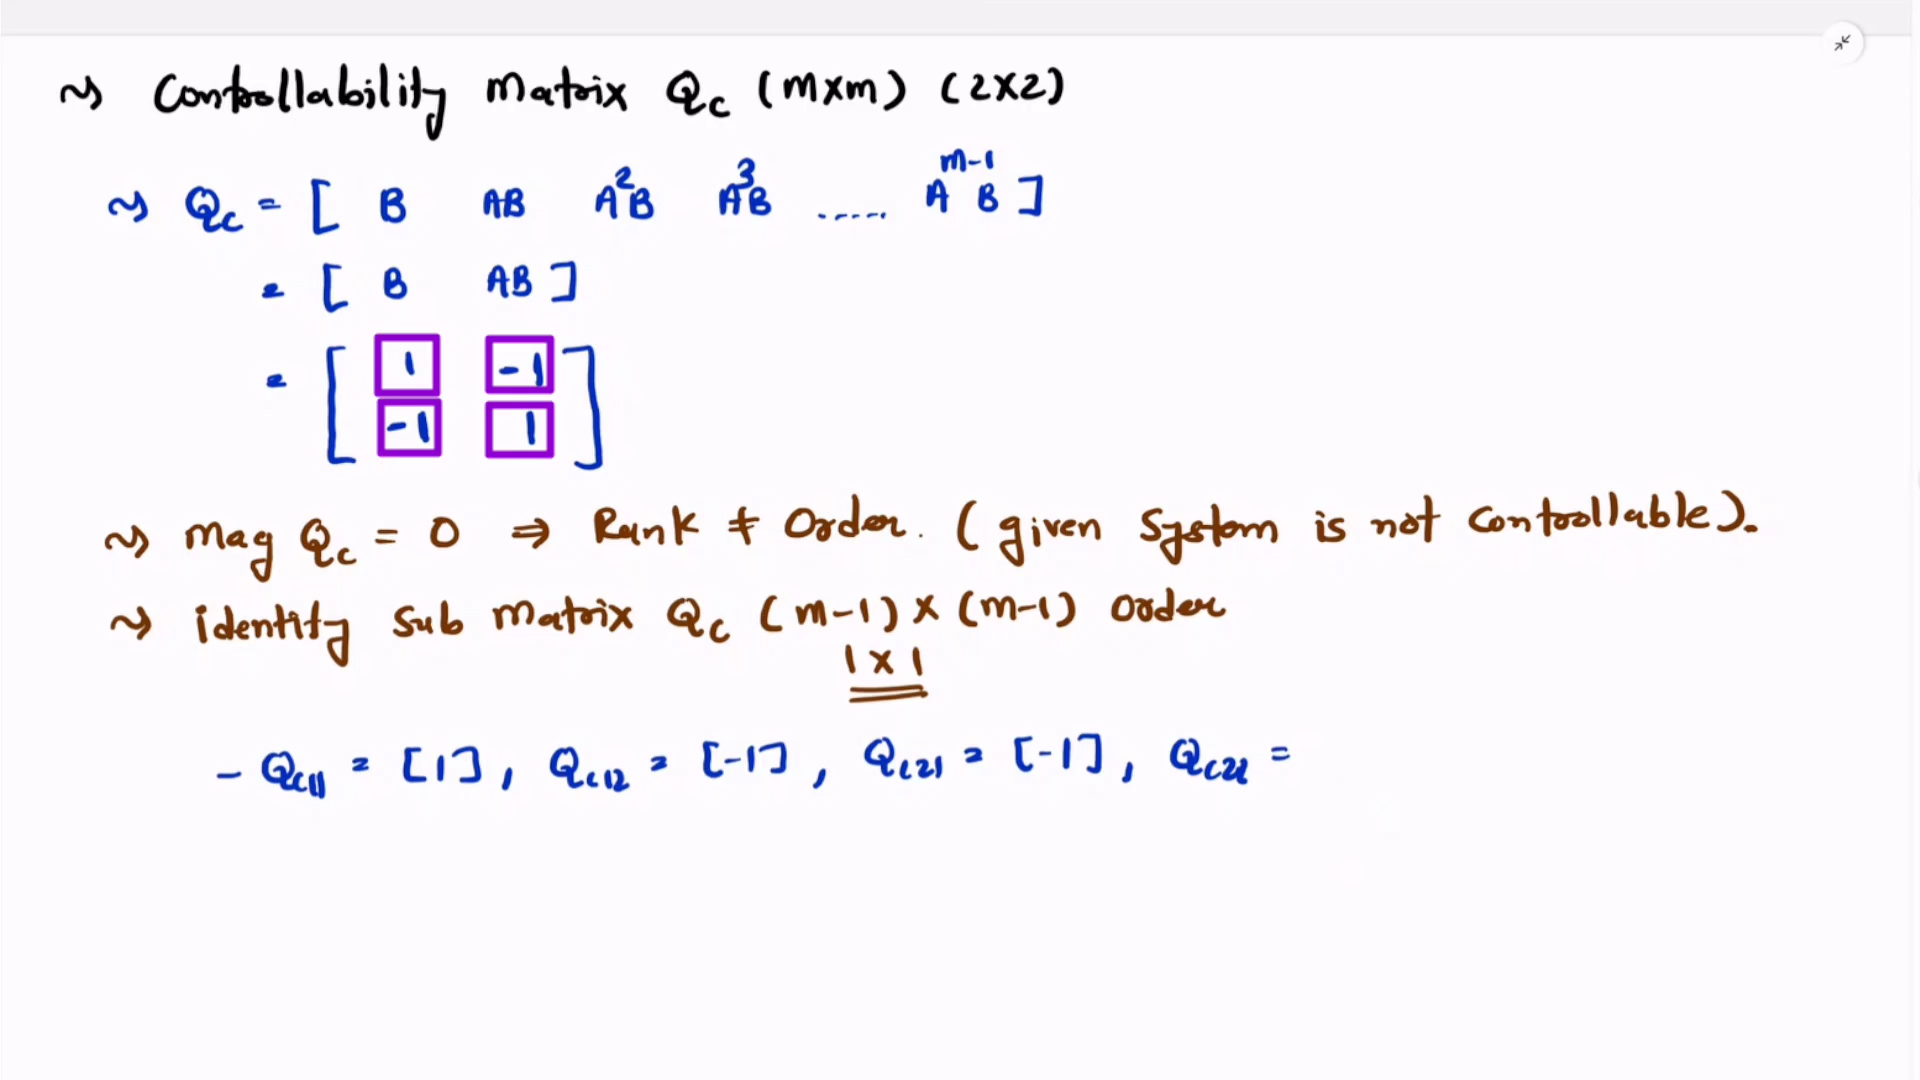 ~> Controllability Matrix Qc (m×m) (2×2)
~> Qc = [ B AB A²B A³B ..... A^m-1 B ]
= [ B AB ]
= [ 1 -1
-1 1 ]
~> mag Qc = 0 ⇒ Rank ≠ Order. (given System is not Controllable).
~> identity Sub Matrix Qc (m-1) × (m-1) order
1 × 1
- Qc11 = [1], Qc12 = [-1], Qc21 = [-1], Qc22 =